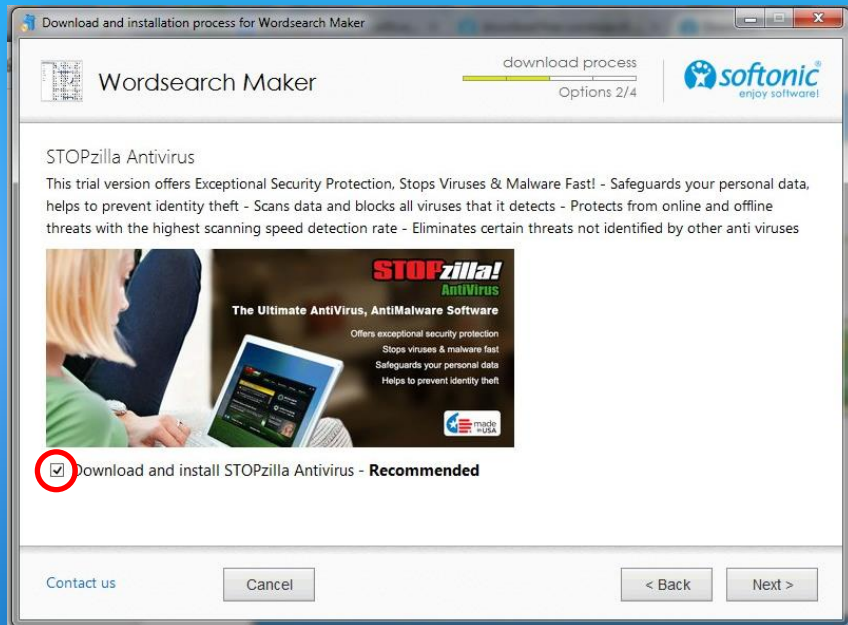 Download and installation process for Wordsearch Maker
Wordsearch Maker
download process
Options 2/4
softonic®
enjoy software!
STOPzilla Antivirus
This trial version offers Exceptional Security Protection, Stops Viruses & Malware Fast! - Safeguards your personal data,
helps to prevent identity theft - Scans data and blocks all viruses that it detects - Protects from online and offline
threats with the highest scanning speed detection rate - Eliminates certain threats not identified by other anti viruses
STOPzilla!
AntiVirus
The Ultimate AntiVirus, AntiMalware Software
Offers exceptional security protection
Stops viruses & malware fast
Safeguards your personal data
Helps to prevent identity theft
made
in USA
Download and install STOPzilla Antivirus - Recommended
Contact us
Cancel
< Back
Next >